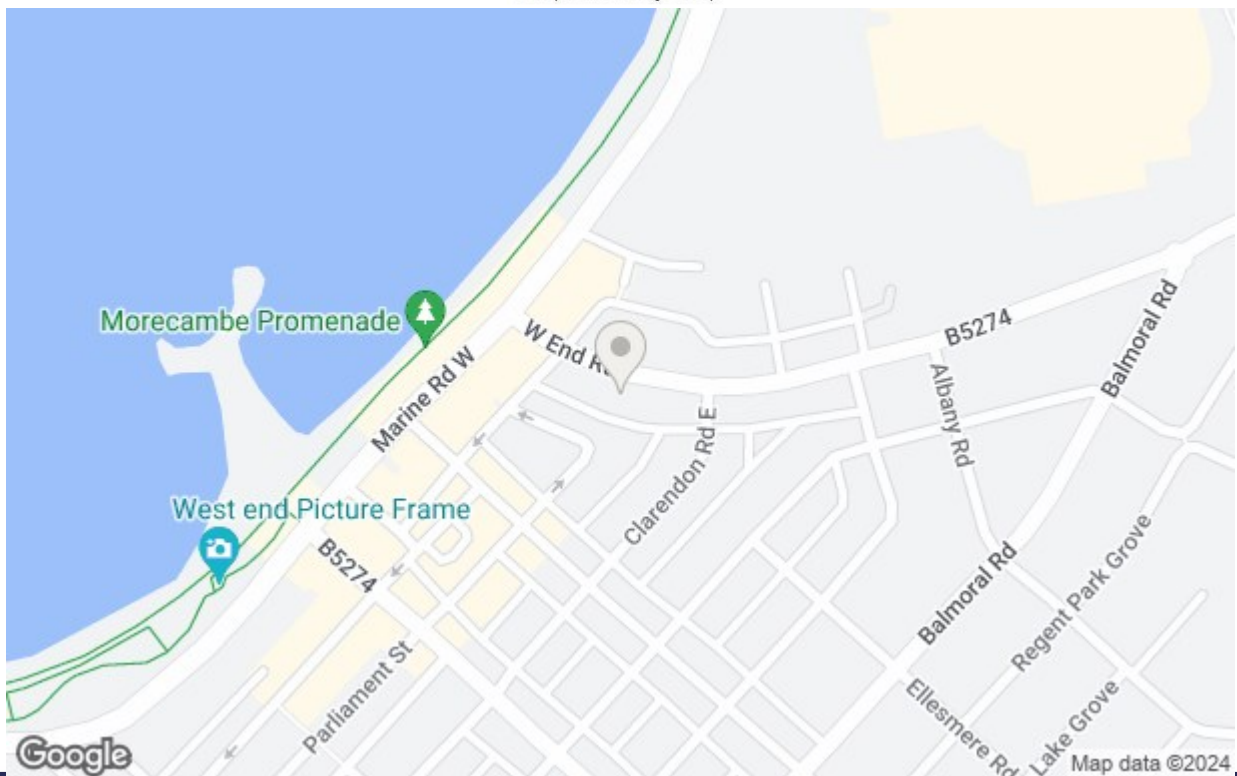 Morecambe Promenade
W End R
B5274
Balmoral Rd
Marine Rd W
Albany Rd
Clarendon Rd E
West end Picture Frame
B5274
Balmoral Rd
Regent Park Grove
Parliament St
Ellesmere Rd
Lake Grove
Google
Map data ©2024